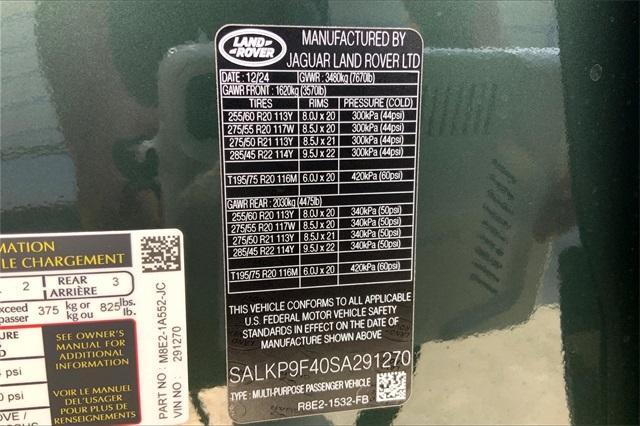 LAND ROVER
MANUFACTURED BY
JAGUAR LAND ROVER LTD
DATE : 12/24 GVWR : 3480kg (7670lb)
GAWR FRONT : 1620kg (3570lb)
TIRES RIMS PRESSURE (COLD)
255/60 R20 113Y 8.0J x 20 300kPa (44psi)
275/55 R20 117W 8.5J x 20 300kPa (44psi)
275/50 R21 113Y 8.5J x 21 300kPa (44psi)
285/45 R22 114Y 9.5J x 22 300kPa (44psi)
T195/75 R20 116M 6.0J x 20 420kPa (60psi)
GAWR REAR : 2030kg (4475lb)
255/60 R20 113Y 8.0J x 20 340kPa (50psi)
275/55 R20 117W 8.5J x 20 340kPa (50psi)
275/50 R21 113Y 8.5J x 21 340kPa (50psi)
285/45 R22 114Y 9.5J x 22 340kPa (50psi)
T195/75 R20 116M 6.0J x 20 420kPa (60psi)
THIS VEHICLE CONFORMS TO ALL APPLICABLE
U.S. FEDERAL MOTOR VEHICLE SAFETY
STANDARDS IN EFFECT ON THE DATE OF
MANUFACTURE SHOWN ABOVE.
SALKP9F40SA291270
TYPE : MULTI-PURPOSE PASSENGER VEHICLE
R8E2-1532-FB
LE CHARGEMENT
2 REAR 3
ARRIÈRE
375 kg or 825 lbs.
kg ou lb.
SEE OWNER'S
MANUAL FOR
ADDITIONAL
INFORMATION
VOIR LE MANUEL
DE L'USAGER
POUR PLUS DE
RENSEIGNEMENTS
psi
psi
PART NO : M8E2-1A552-JC
VIN NO : 291270